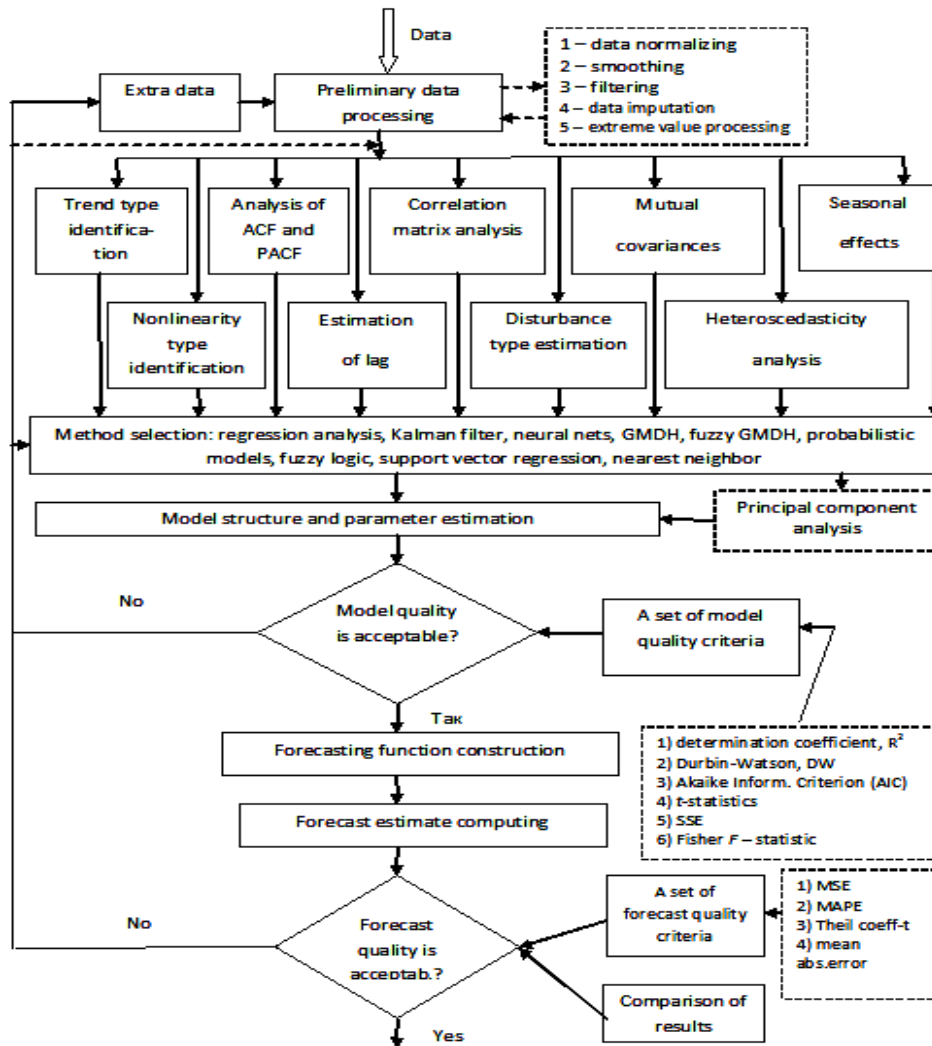 Data
1 – data normalizing
2 – smoothing
3 – filtering
4 – data imputation
5 – extreme value processing
Extra data
Preliminary data
processing
Trend type
identifica-
tion
Analysis of
ACF and
PACF
Correlation
matrix analysis
Mutual
covariances
Seasonal
effects
Nonlinearity
type
identification
Estimation
of lag
Disturbance
type estimation
Heteroscedasticity
analysis
Method selection: regression analysis, Kalman filter, neural nets, GMDH, fuzzy GMDH, probabilistic
models, fuzzy logic, support vector regression, nearest neighbor
Model structure and parameter estimation
Principal component
analysis
No
Model quality
is acceptable?
A set of model
quality criteria
Так
Forecasting function construction
1) determination coefficient, R²
2) Durbin-Watson, DW
3) Akaike Inform. Criterion (AIC)
4) t-statistics
5) SSE
6) Fisher F – statistic
Forecast estimate computing
No
Forecast
quality is
acceptab.?
A set of
forecast quality
criteria
1) MSE
2) MAPE
3) Theil coeff-t
4) mean
abs.error
Comparison of
results
Yes